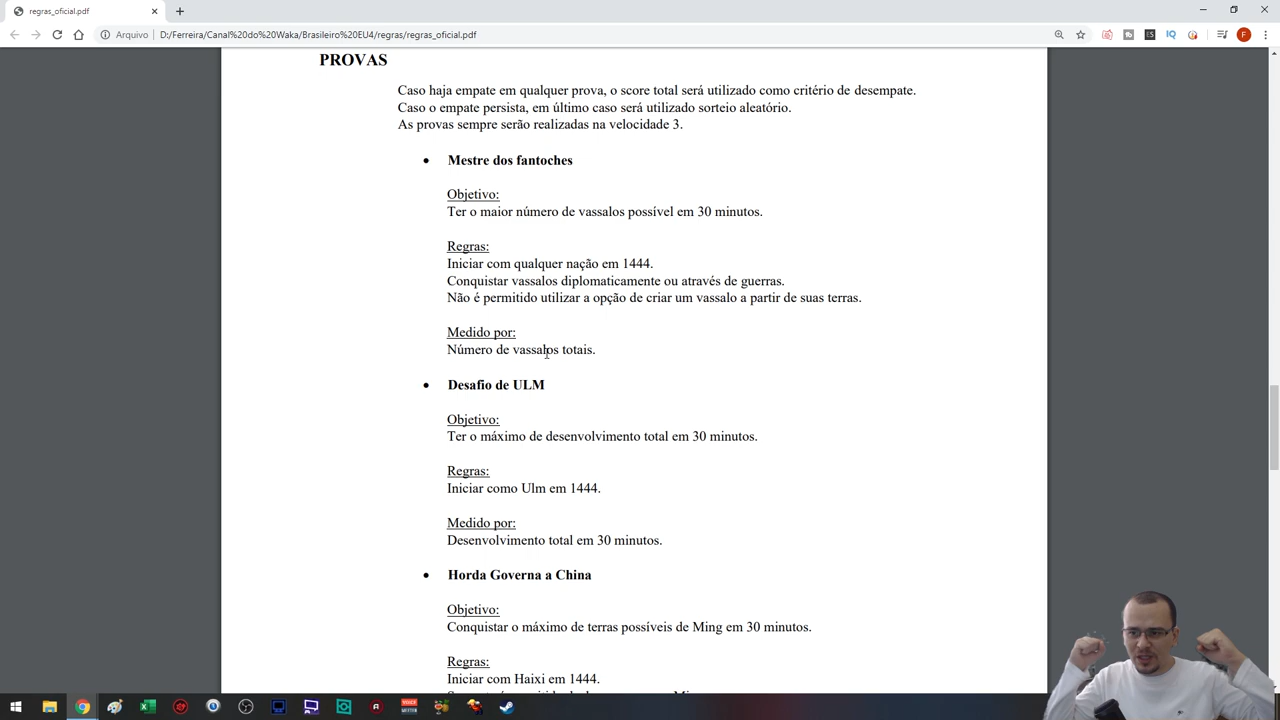 regras_oficial.pdf
Arquivo
D:/Ferreira/Canal%20do%20Waka/Brasileiro%20EU4/regras/regras_oficial.pdf
PROVAS
Caso haja empate em qualquer prova, o score total será utilizado como critério de desempate.
Caso o empate persista, em último caso será utilizado sorteio aleatório.
As provas sempre serão realizadas na velocidade 3.
• Mestre dos fantoches
Objetivo:
Ter o maior número de vassalos possível em 30 minutos.
Regras:
Iniciar com qualquer nação em 1444.
Conquistar vassalos diplomaticamente ou através de guerras.
Não é permitido utilizar a opção de criar um vassalo a partir de suas terras.
Medido por:
Número de vassalos totais.
• Desafio de ULM
Objetivo:
Ter o máximo de desenvolvimento total em 30 minutos.
Regras:
Iniciar como Ulm em 1444.
Medido por:
Desenvolvimento total em 30 minutos.
• Horda Governa a China
Objetivo:
Conquistar o máximo de terras possíveis de Ming em 30 minutos.
Regras:
Iniciar com Haixi em 1444.